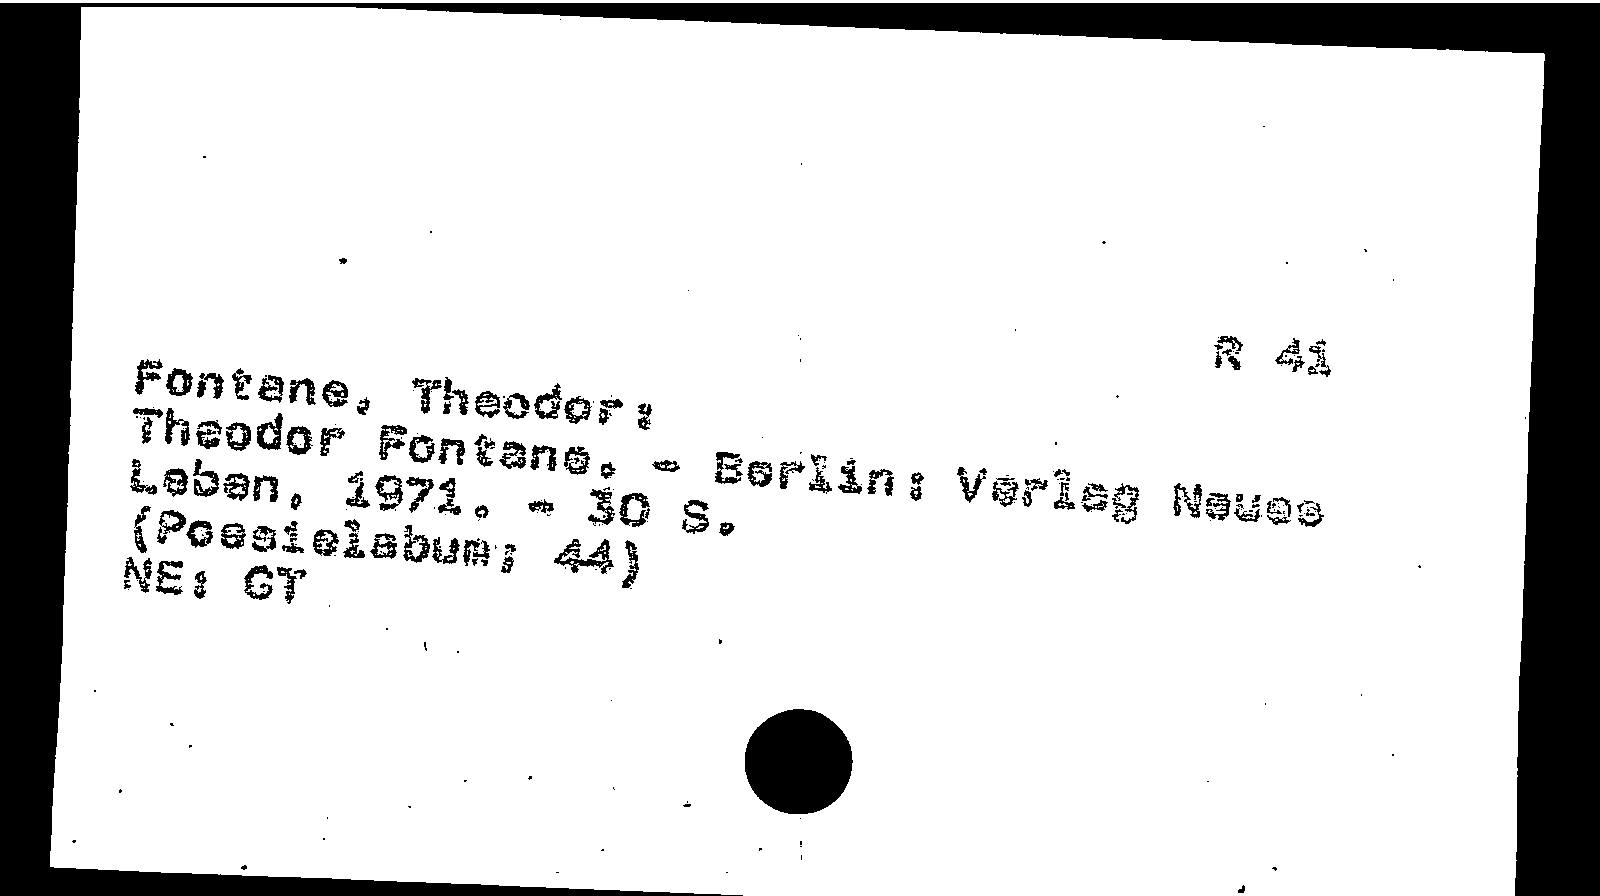 R 41
Fontane, Theodor:
Theodor Fontane. - Berlin: Verlag Neues
Leben, 1971. - 30 S.
(Poesiealbum; 44)
NE: GT